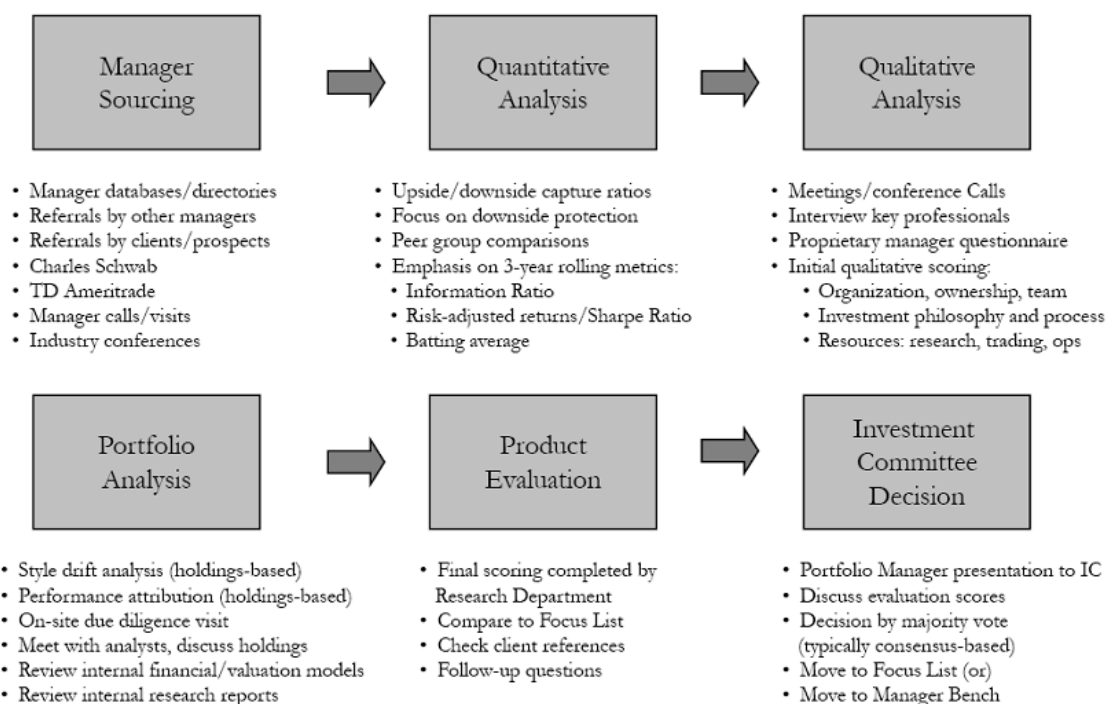 Manager
Sourcing
Quantitative
Analysis
Qualitative
Analysis
• Manager databases/directories
• Referrals by other managers
• Referrals by clients/prospects
• Charles Schwab
• TD Ameritrade
• Manager calls/visits
• Industry conferences
• Upside/downside capture ratios
• Focus on downside protection
• Peer group comparisons
• Emphasis on 3-year rolling metrics:
• Information Ratio
• Risk-adjusted returns/Sharpe Ratio
• Batting average
• Meetings/conference Calls
• Interview key professionals
• Proprietary manager questionnaire
• Initial qualitative scoring:
• Organization, ownership, team
• Investment philosophy and process
• Resources: research, trading, ops
Portfolio
Analysis
Product
Evaluation
Investment
Committee
Decision
• Style drift analysis (holdings-based)
• Performance attribution (holdings-based)
• On-site due diligence visit
• Meet with analysts, discuss holdings
• Review internal financial/valuation models
• Review internal research reports
• Final scoring completed by
Research Department
• Compare to Focus List
• Check client references
• Follow-up questions
• Portfolio Manager presentation to IC
• Discuss evaluation scores
• Decision by majority vote
(typically consensus-based)
• Move to Focus List (or)
• Move to Manager Bench